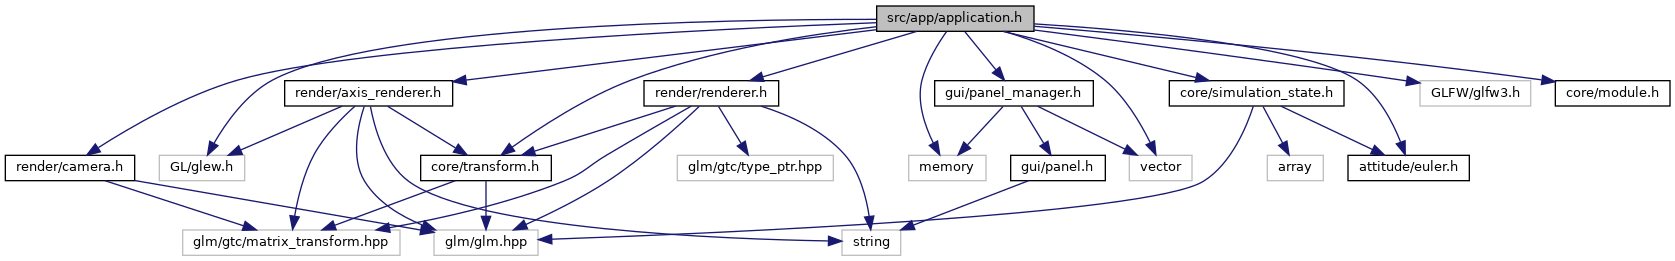 src/app/application.h
render/axis_renderer.h
render/renderer.h
gui/panel_manager.h
core/simulation_state.h
GLFW/glfw3.h
core/module.h
render/camera.h
GL/glew.h
core/transform.h
glm/gtc/type_ptr.hpp
memory
gui/panel.h
vector
array
attitude/euler.h
glm/gtc/matrix_transform.hpp
glm/glm.hpp
string